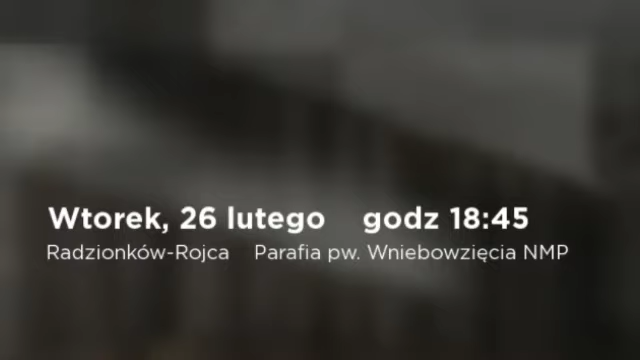 Wtorek, 26 lutego godz 18:45
Radzionków-Rojca Parafia pw. Wniebowzięcia NMP